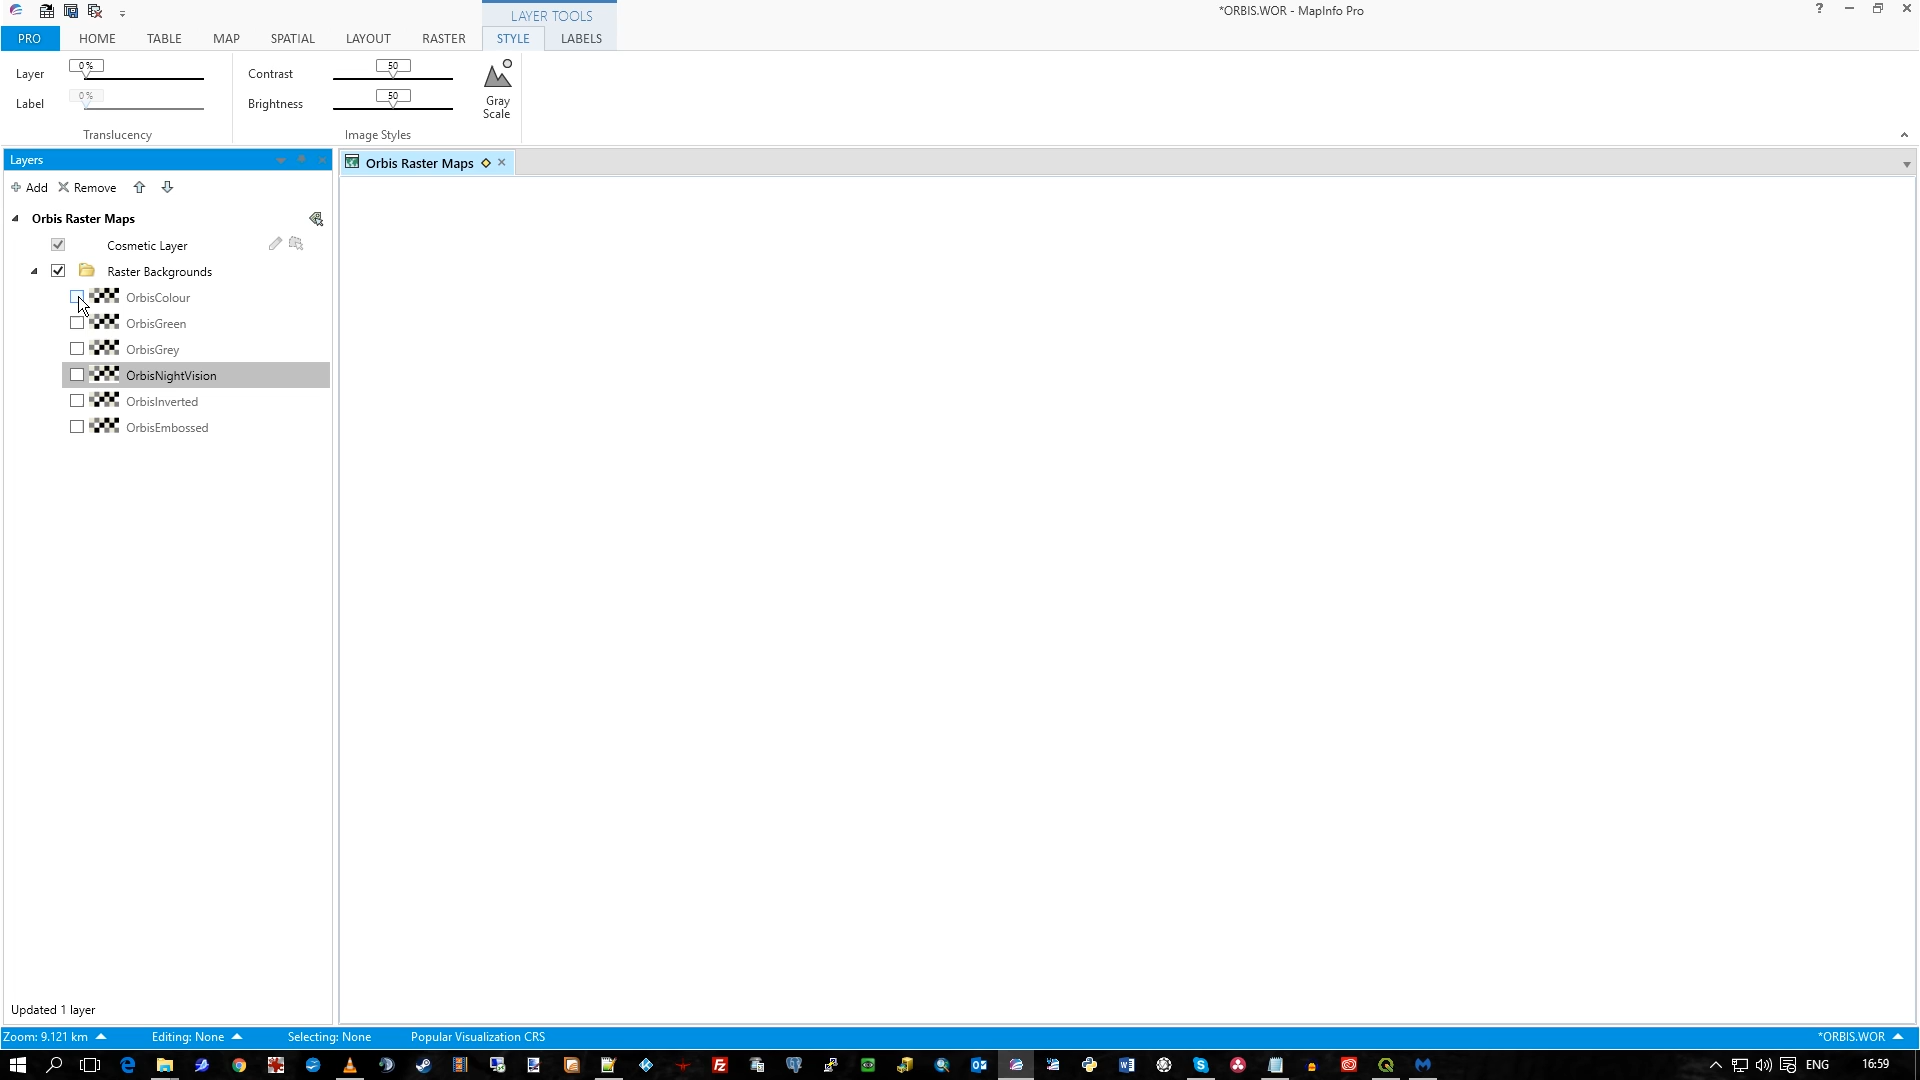 LAYER TOOLS
*ORBIS.WOR - MapInfo Pro
PRO HOME TABLE MAP SPATIAL LAYOUT RASTER STYLE LABELS
Layer 0 % Contrast 50
Label 0 % Brightness 50
Gray Scale
Translucency Image Styles
Layers
Orbis Raster Maps
Add Remove
Orbis Raster Maps
Cosmetic Layer
Raster Backgrounds
OrbisColour
OrbisGreen
OrbisGrey
OrbisNightVision
OrbisInverted
OrbisEmbossed
Updated 1 layer
Zoom: 9.121 km Editing: None Selecting: None Popular Visualization CRS *ORBIS.WOR
ENG 16:59